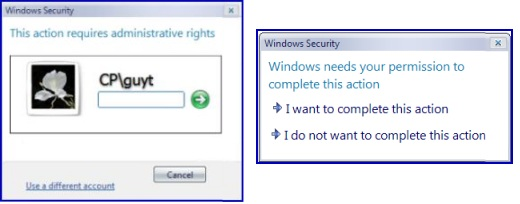 Windows Security
This action requires administrative rights
CP\guyt
Cancel
Use a different account
Windows Security
Windows needs your permission to
complete this action
I want to complete this action
I do not want to complete this action